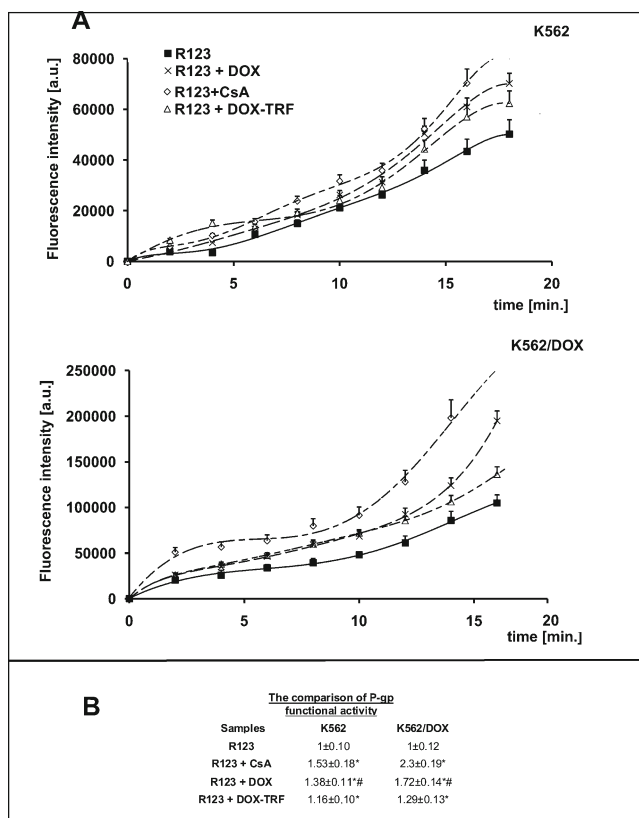 A
K562
R123
R123 + DOX
R123+CsA
R123 + DOX-TRF
Fluorescence intensity [a.u.]
80000
60000
40000
20000
0
0 5 10 15 20
time [min.]
K562/DOX
Fluorescence intensity [a.u.]
250000
200000
150000
100000
50000
0
0 5 10 15 20
time [min.]
B
The comparison of P-gp
functional activity
Samples K562 K562/DOX
R123 1±0.10 1±0.12
R123 + CsA 1.53±0.18* 2.3±0.19*
R123 + DOX 1.38±0.11*# 1.72±0.14*#
R123 + DOX-TRF 1.16±0.10* 1.29±0.13*